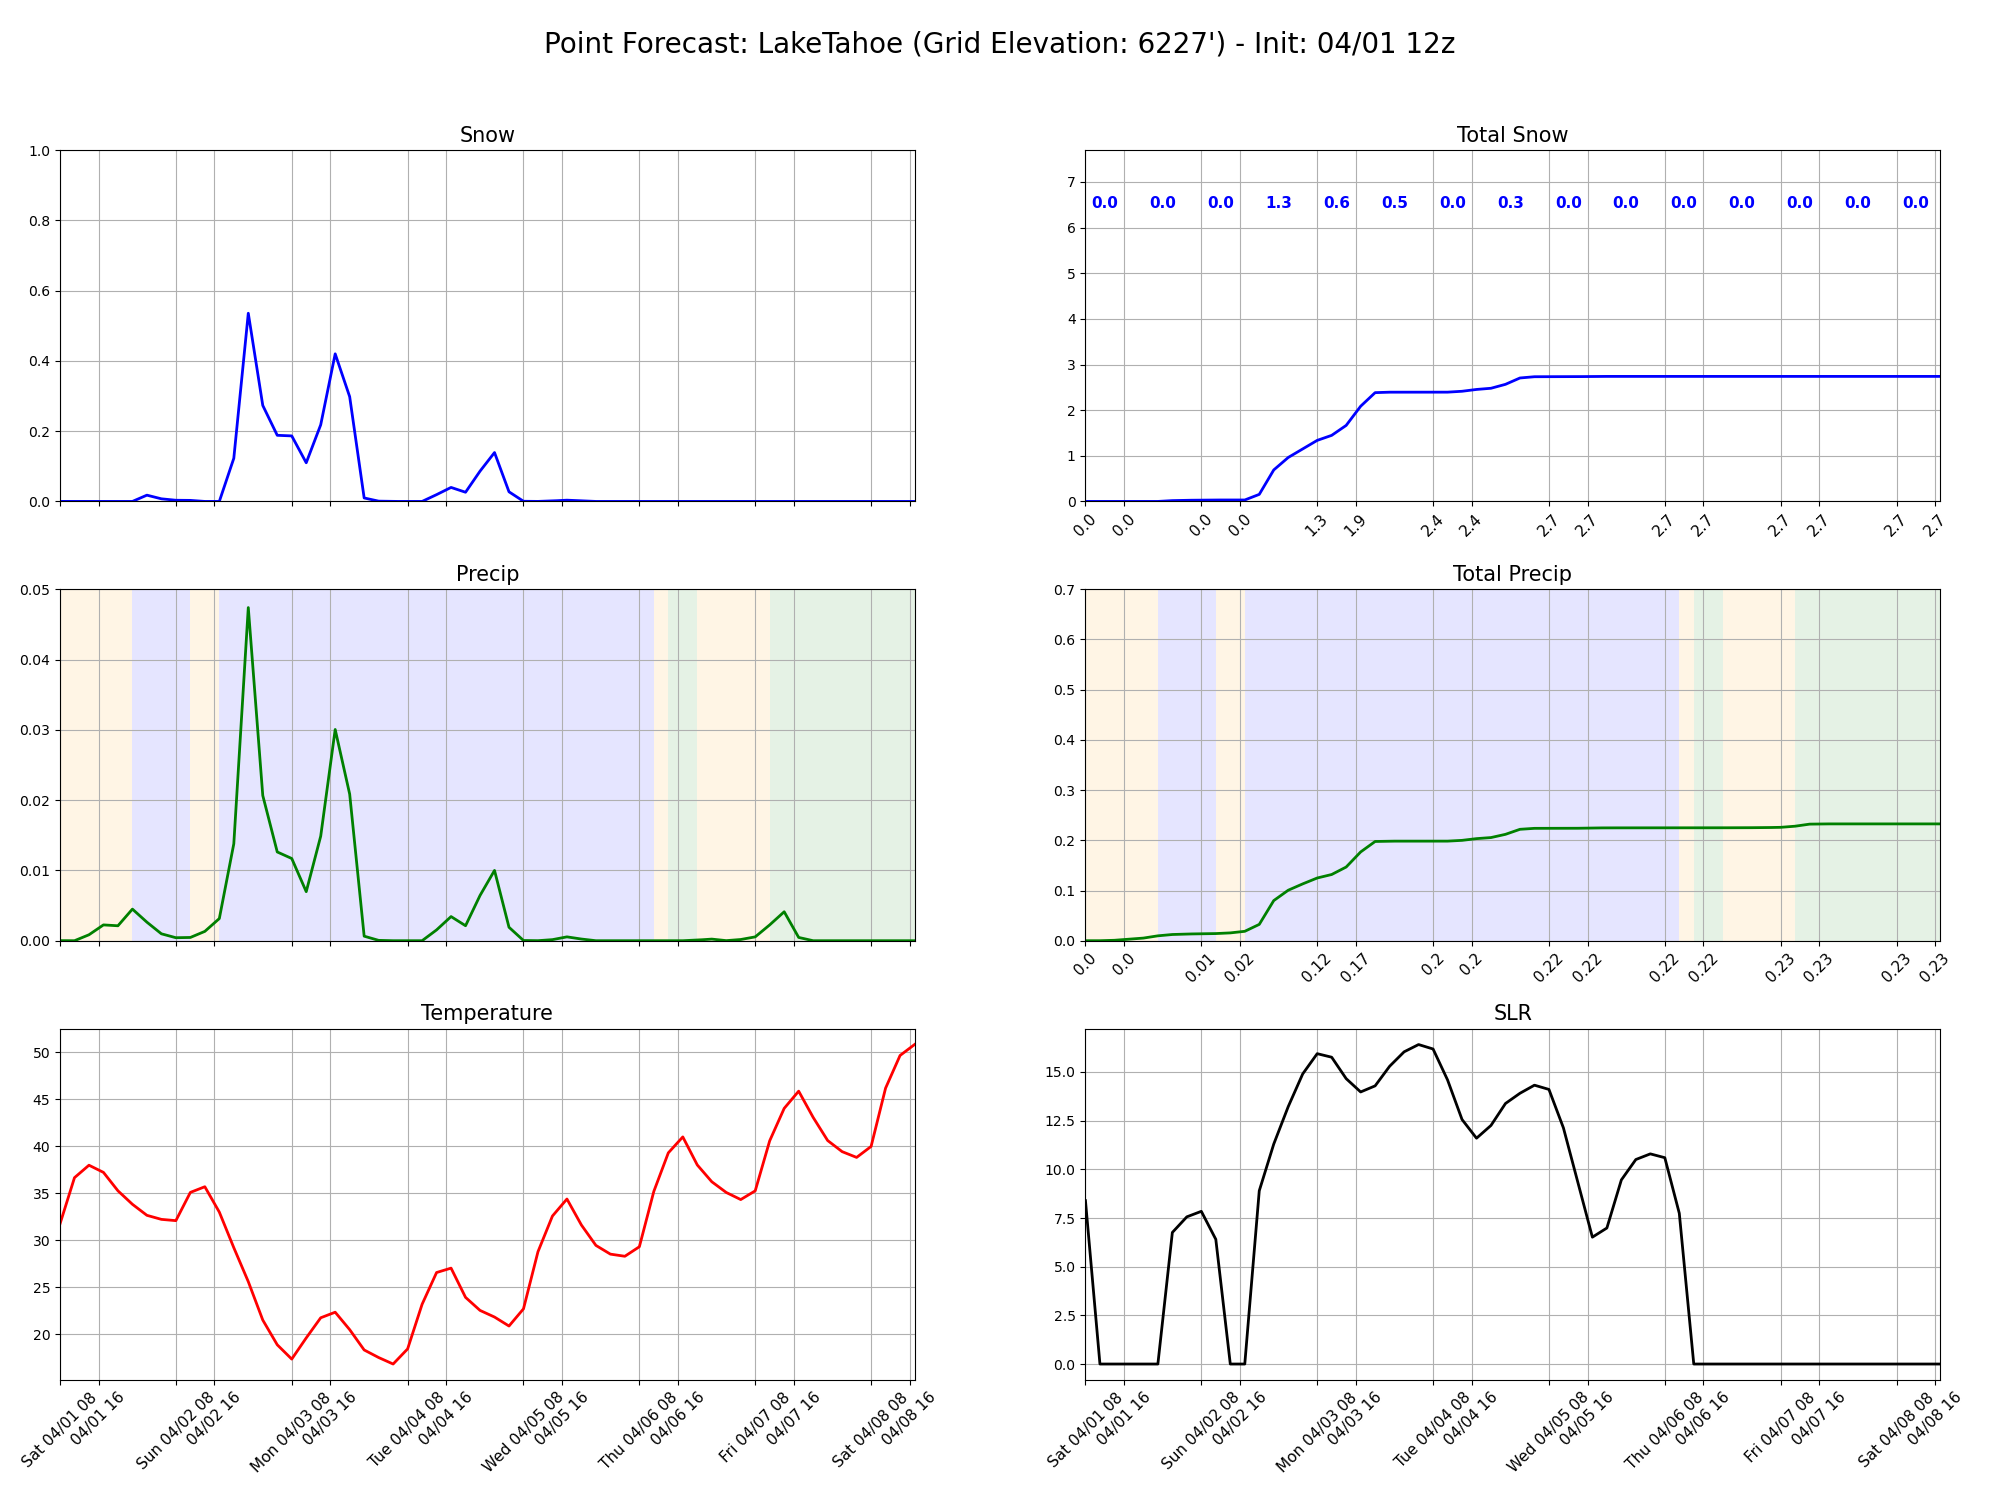 Point Forecast: LakeTahoe (Grid Elevation: 6227') - Init: 04/01 12z
Snow
1.0
0.8
0.6
0.4
0.2
0.0
Total Snow
7
6
5
4
3
2
1
0
0.0 0.0 0.0 1.3 0.6 0.5 0.0 0.3 0.0 0.0 0.0 0.0 0.0 0.0 0.0
0.0 0.0 0.0 0.0 1.3 1.9 2.4 2.4 2.7 2.7 2.7 2.7 2.7 2.7 2.7 2.7
Precip
0.05
0.04
0.03
0.02
0.01
0.00
Total Precip
0.7
0.6
0.5
0.4
0.3
0.2
0.1
0.0
0.0 0.0 0.01 0.02 0.12 0.17 0.2 0.2 0.22 0.22 0.22 0.22 0.23 0.23 0.23 0.23
Temperature
50
45
40
35
30
25
20
Sat 04/01 08
04/01 16
Sun 04/02 08
04/02 16
Mon 04/03 08
04/03 16
Tue 04/04 08
04/04 16
Wed 04/05 08
04/05 16
Thu 04/06 08
04/06 16
Fri 04/07 08
04/07 16
Sat 04/08 08
04/08 16
SLR
15.0
12.5
10.0
7.5
5.0
2.5
0.0
Sat 04/01 08
04/01 16
Sun 04/02 08
04/02 16
Mon 04/03 08
04/03 16
Tue 04/04 08
04/04 16
Wed 04/05 08
04/05 16
Thu 04/06 08
04/06 16
Fri 04/07 08
04/07 16
Sat 04/08 08
04/08 16